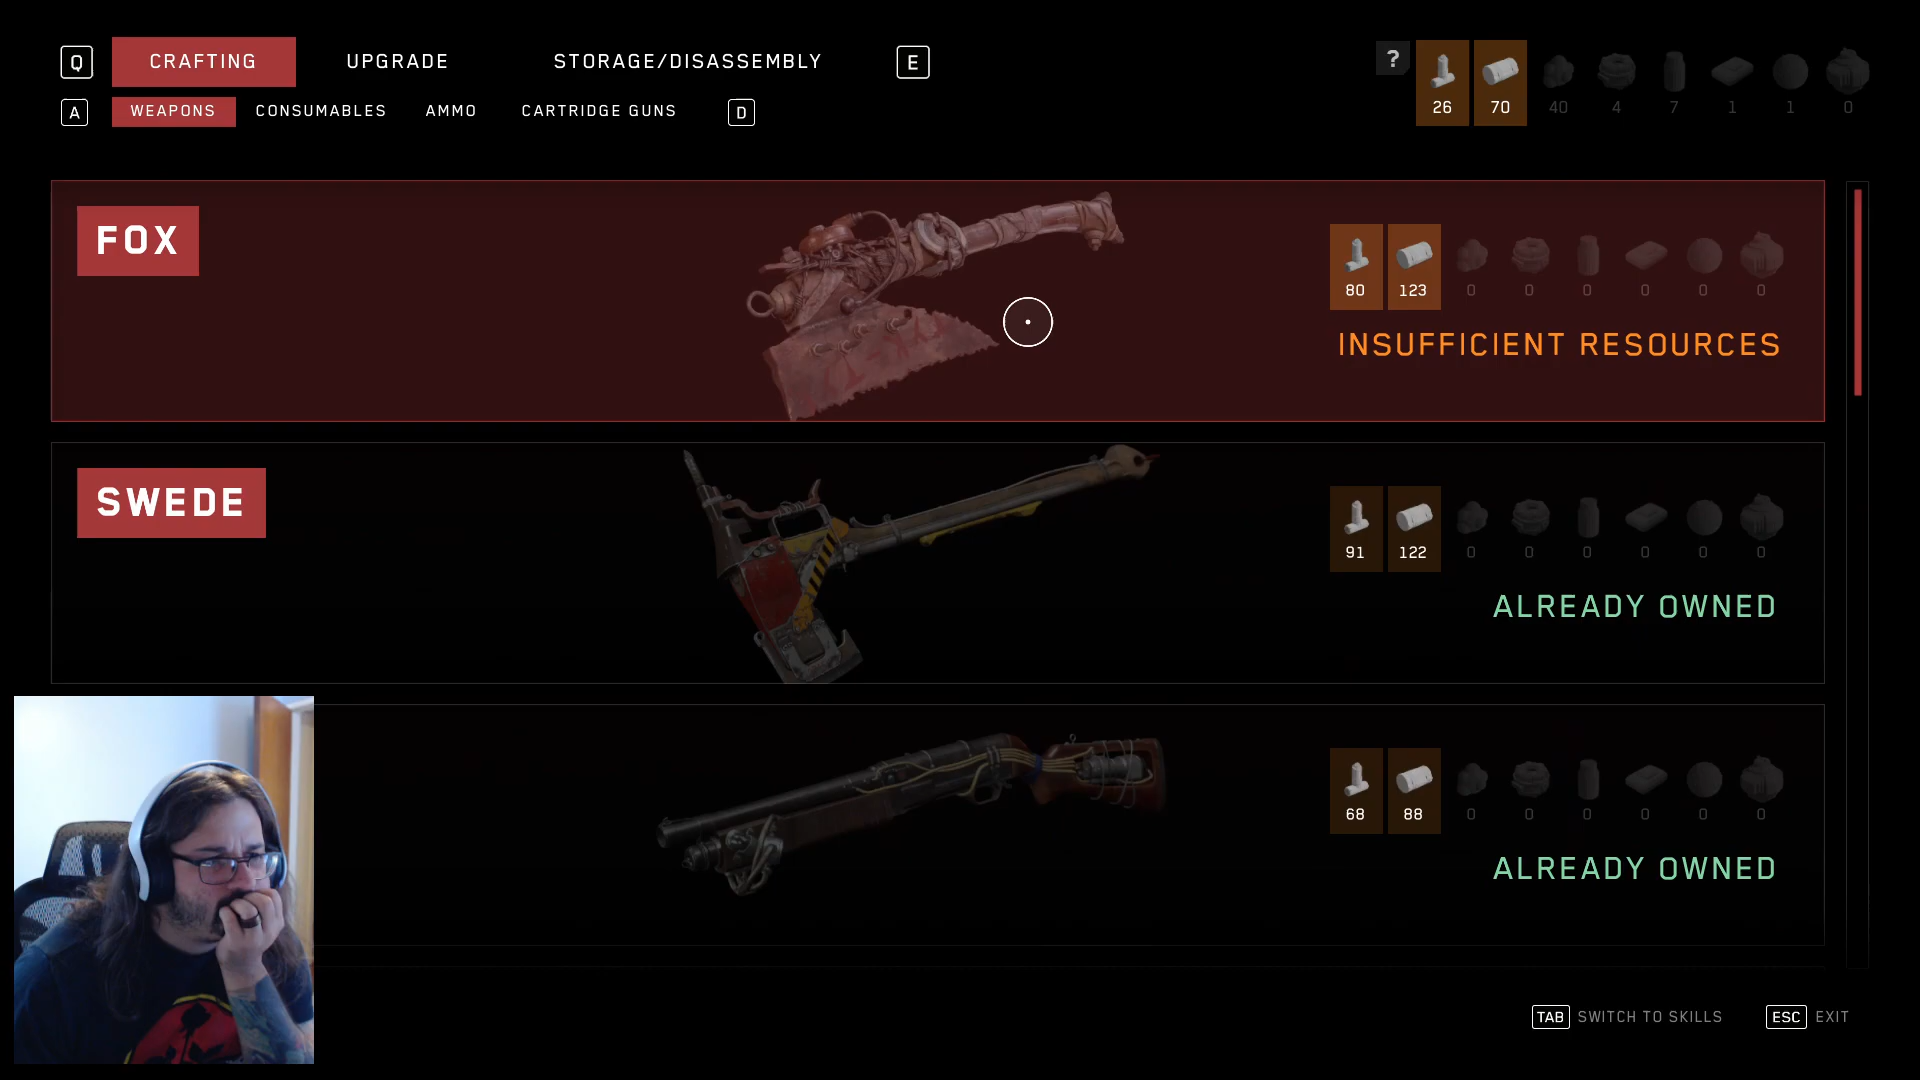 Q CRAFTING UPGRADE STORAGE/DISASSEMBLY E
A WEAPONS CONSUMABLES AMMO CARTRIDGE GUNS D
?
26 70 40 4 7 1 1 0
FOX
80 123 0 0 0 0 0 0
INSUFFICIENT RESOURCES
SWEDE
91 122 0 0 0 0 0 0
ALREADY OWNED
68 88 0 0 0 0 0 0
ALREADY OWNED
TAB SWITCH TO SKILLS ESC EXIT